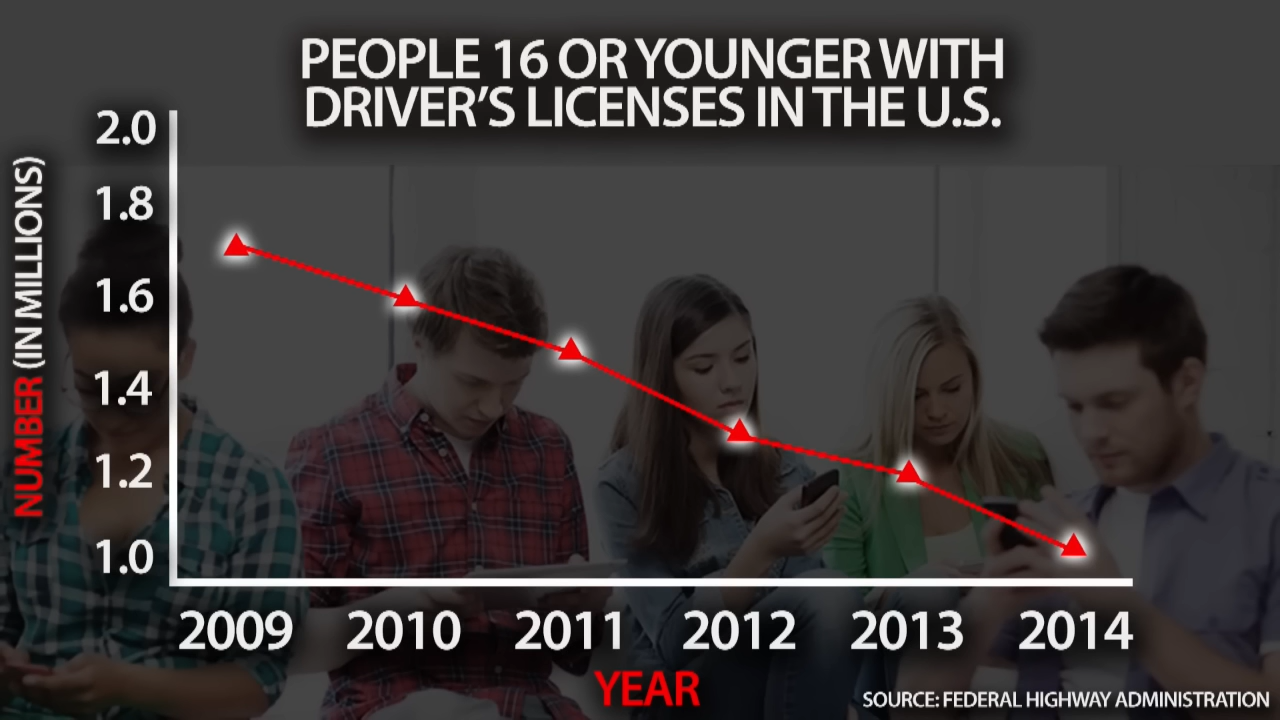 PEOPLE 16 OR YOUNGER WITH
DRIVER'S LICENSES IN THE U.S.
NUMBER (IN MILLIONS)
2.0
1.8
1.6
1.4
1.2
1.0
2009 2010 2011 2012 2013 2014
YEAR
SOURCE: FEDERAL HIGHWAY ADMINISTRATION